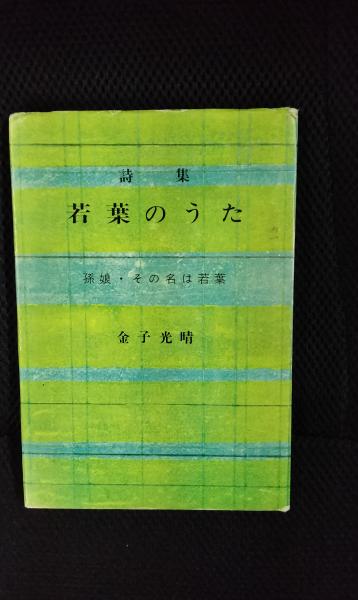 詩集
若葉のうた
孫娘・その名は若葉
金子光晴